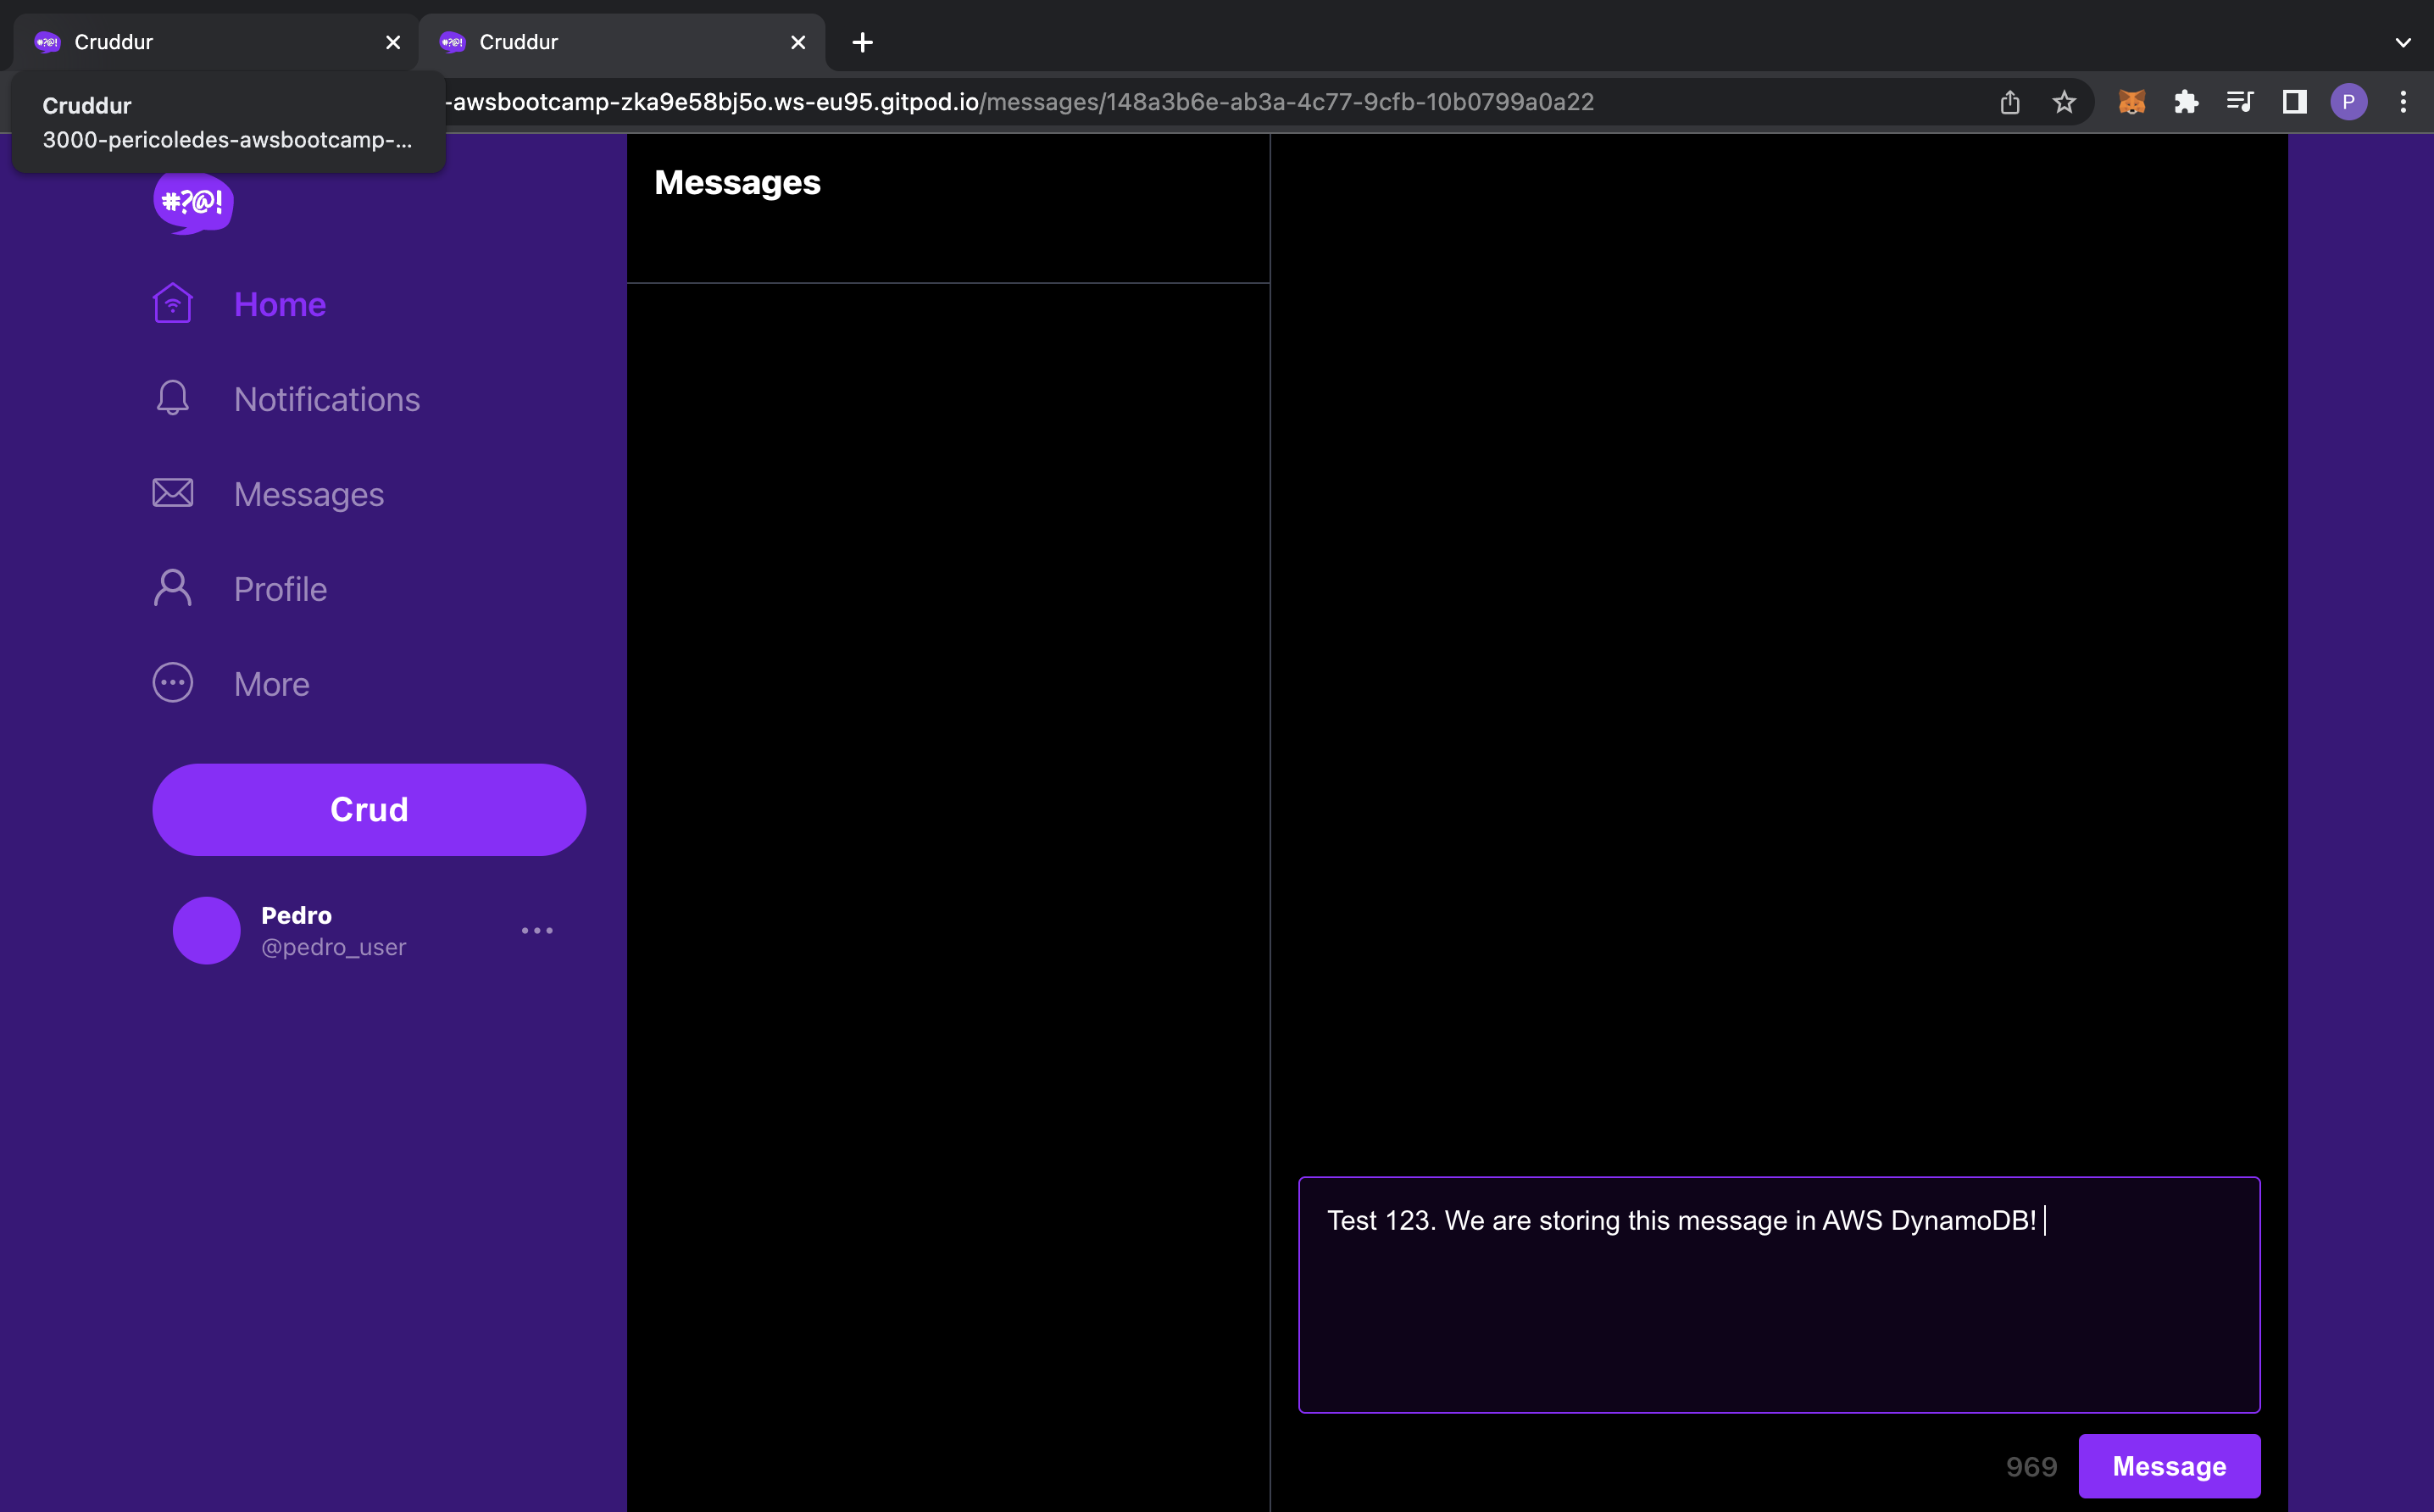 Cruddur
Cruddur
Cruddur
3000-pericoledes-awsbootcamp-...
-awsbootcamp-zka9e58bj5o.ws-eu95.gitpod.io/messages/148a3b6e-ab3a-4c77-9cfb-10b0799a0a22
P
#?@!
Home
Notifications
Messages
Profile
More
Crud
Pedro
@pedro_user
Messages
Test 123. We are storing this message in AWS DynamoDB!
969
Message